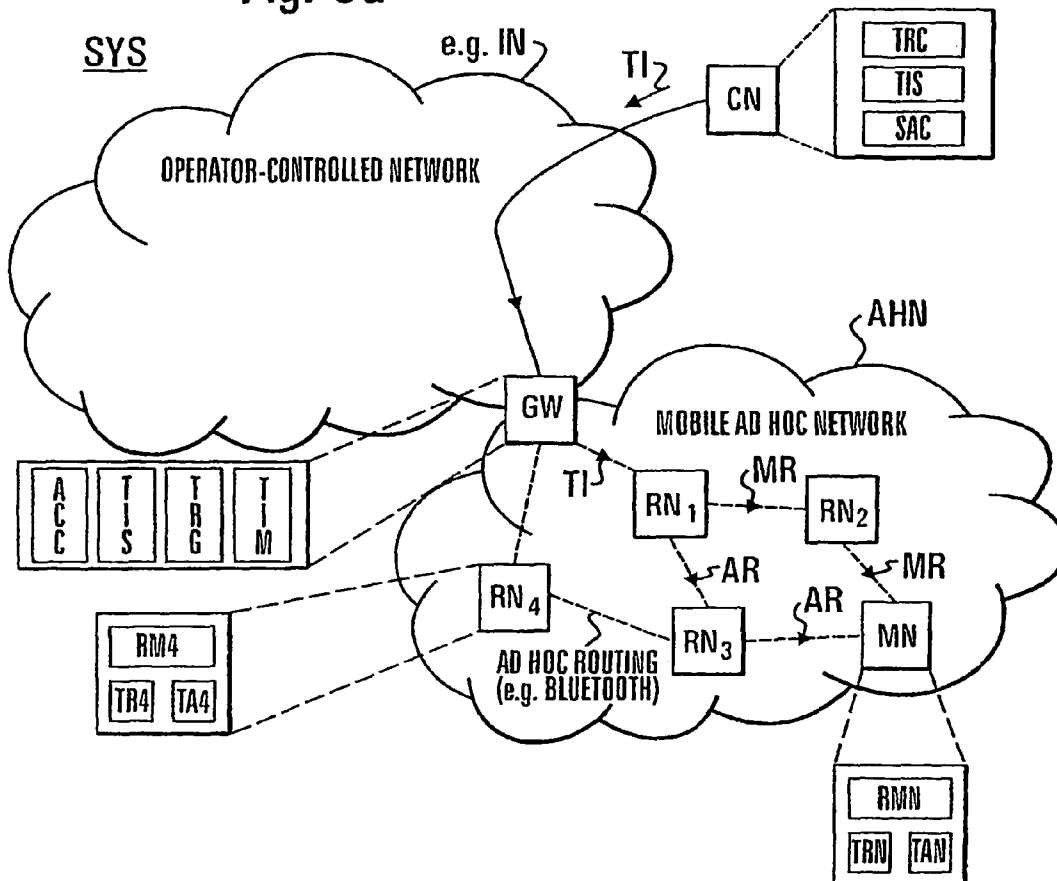 SYS
e.g. IN
TI
CN
TRC
TIS
SAC
OPERATOR-CONTROLLED NETWORK
AHN
GW
MOBILE AD HOC NETWORK
ACC
TIS
TRG
TIM
TI
RN1
MR
RN2
AR
MR
RN4
RN3
AR
MN
AD HOC ROUTING
(e.g. BLUETOOTH)
RM4
TR4
TA4
RMN
TRN
TAN